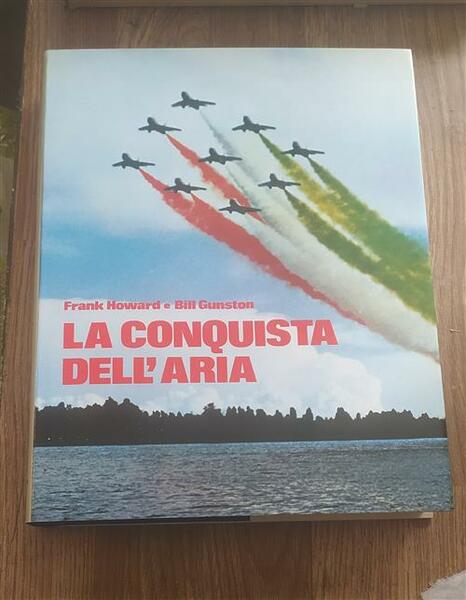 Frank Howard e Bill Gunston
LA CONQUISTA
DELL'ARIA